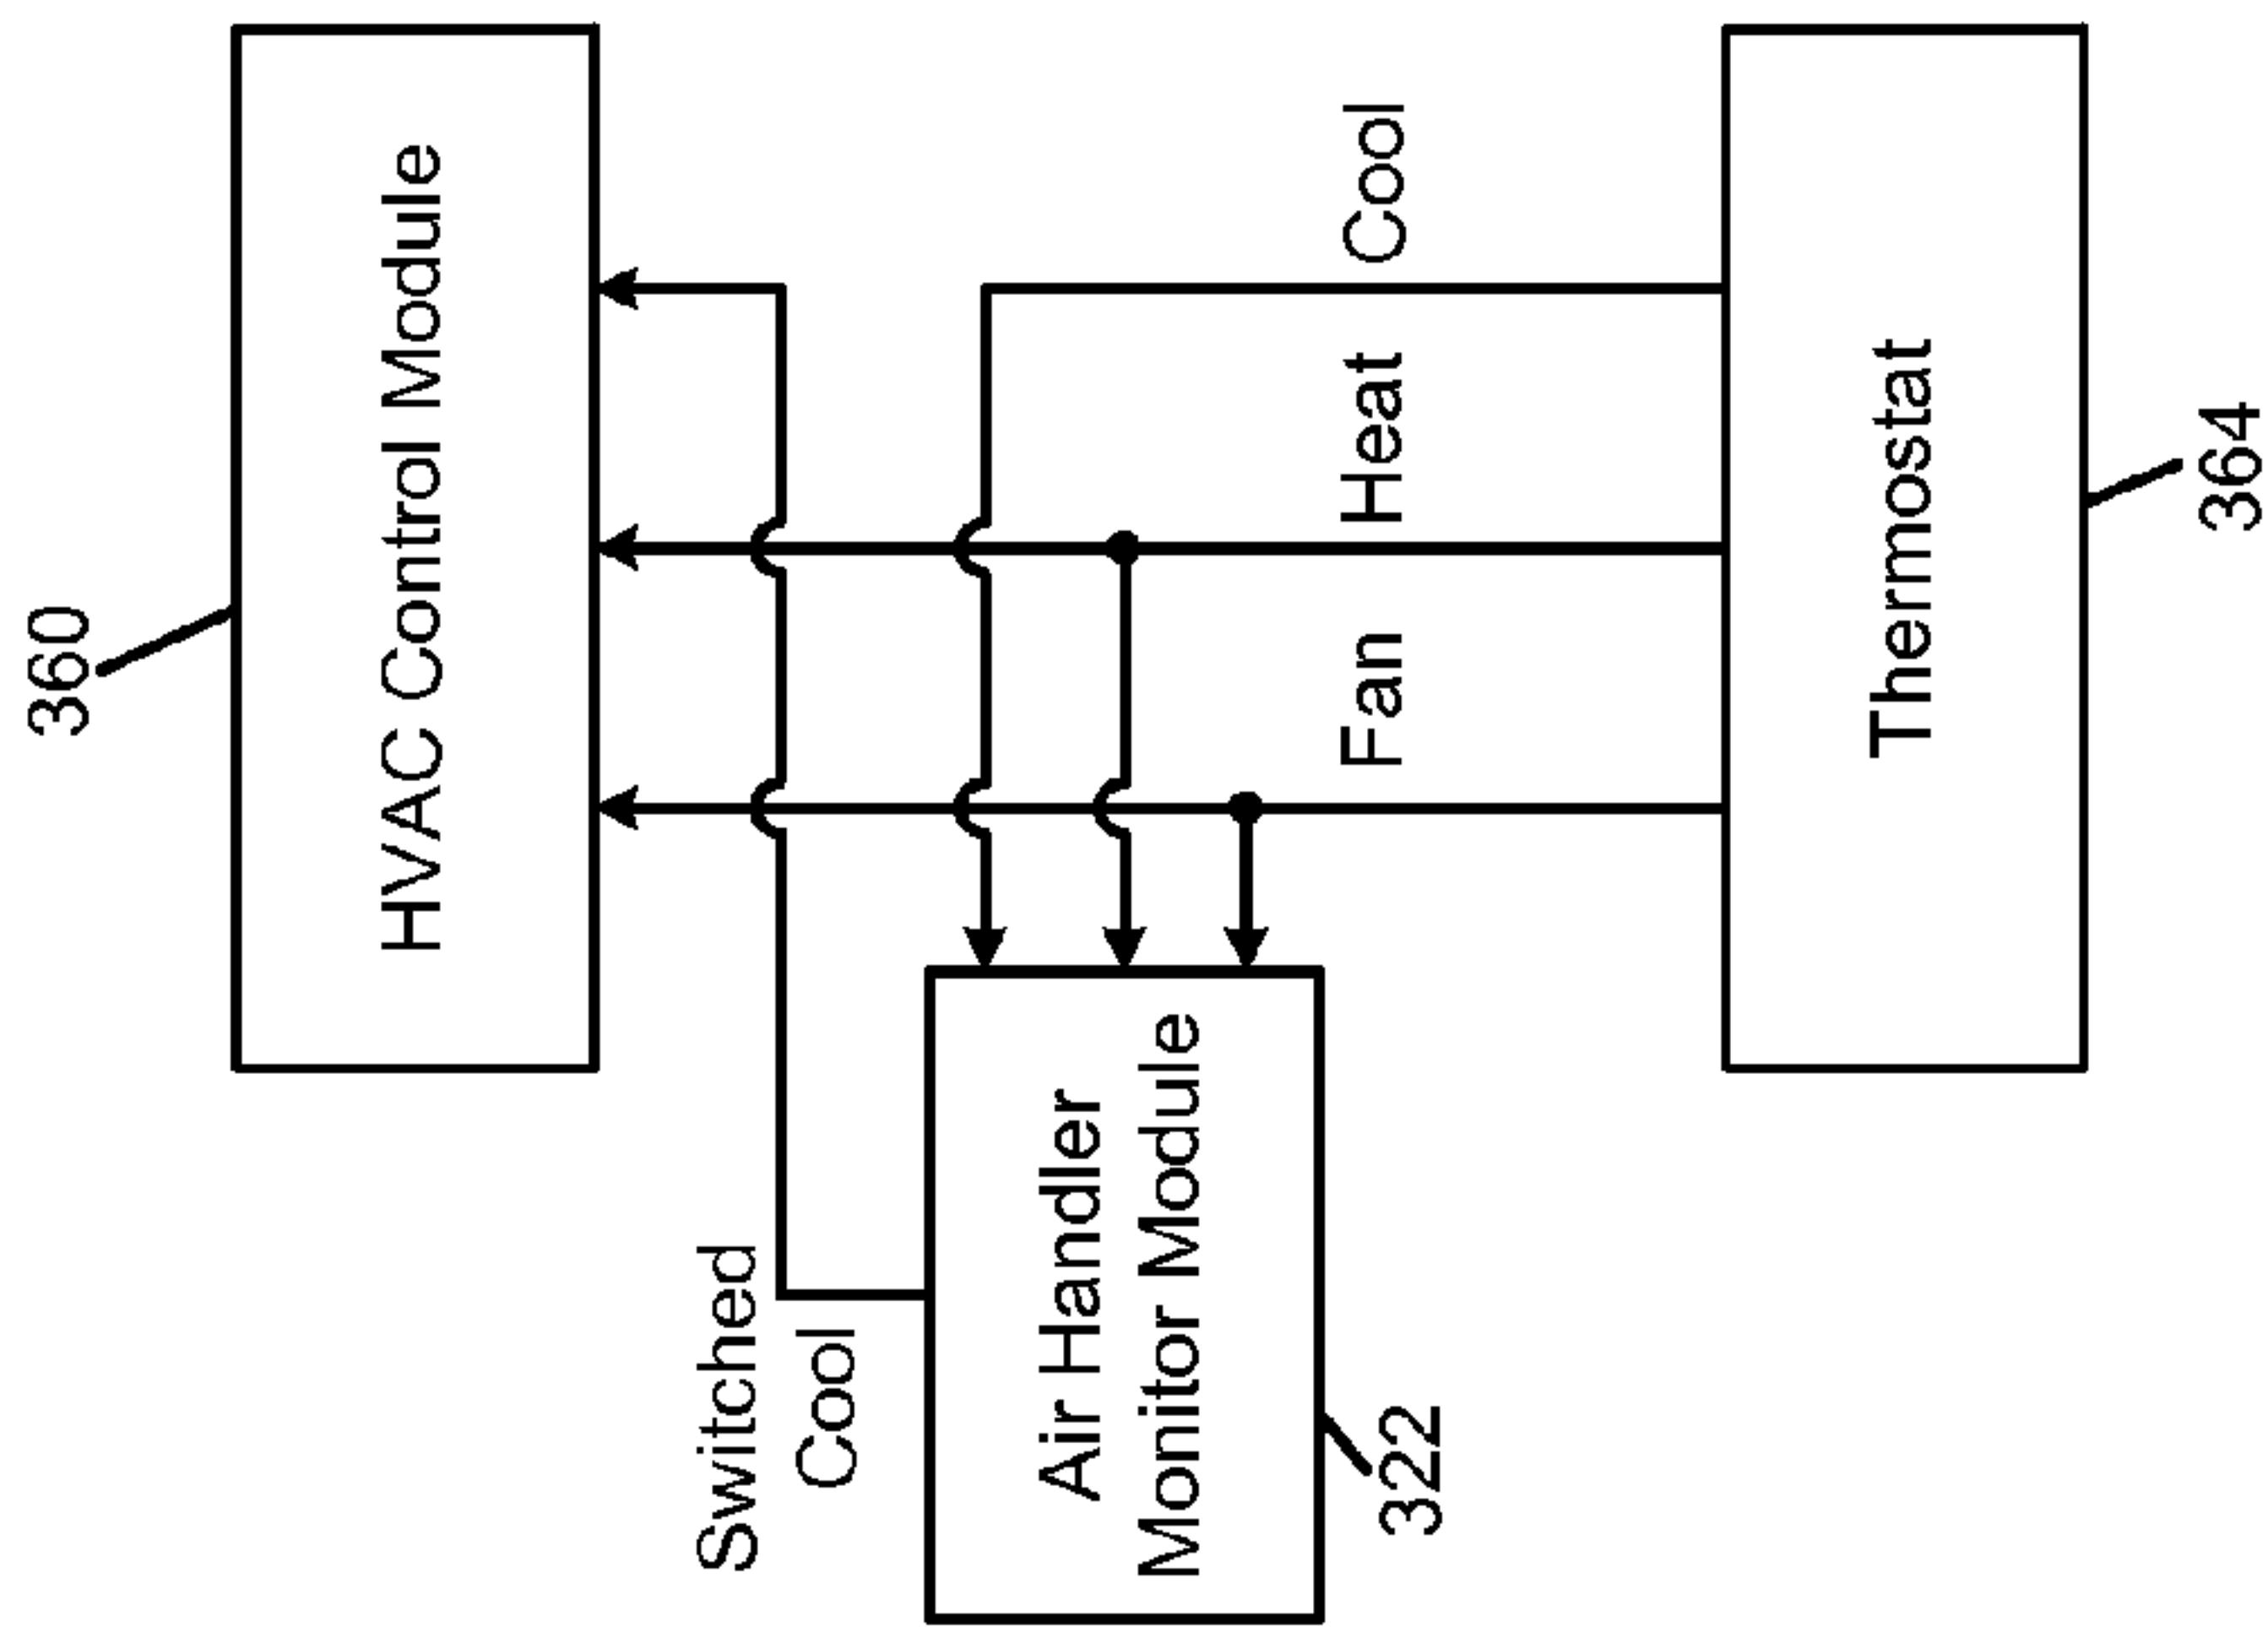 360
HVAC Control Module
Switched
Cool
Air Handler
Monitor Module
322
Fan
Heat
Cool
Thermostat
364